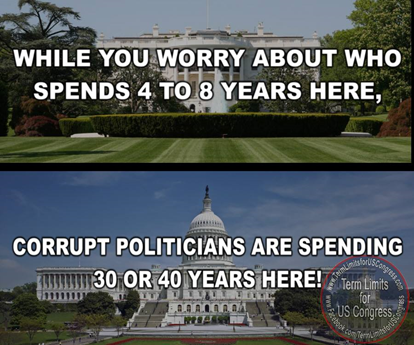 WHILE YOU WORRY ABOUT WHO
SPENDS 4 TO 8 YEARS HERE,
CORRUPT POLITICIANS ARE SPENDING
30 OR 40 YEARS HERE!
www.TermLimitsforUSCongress.com
Term Limits
for
US Congress.
www.Facebook.com/TermLimitsforUSCongress